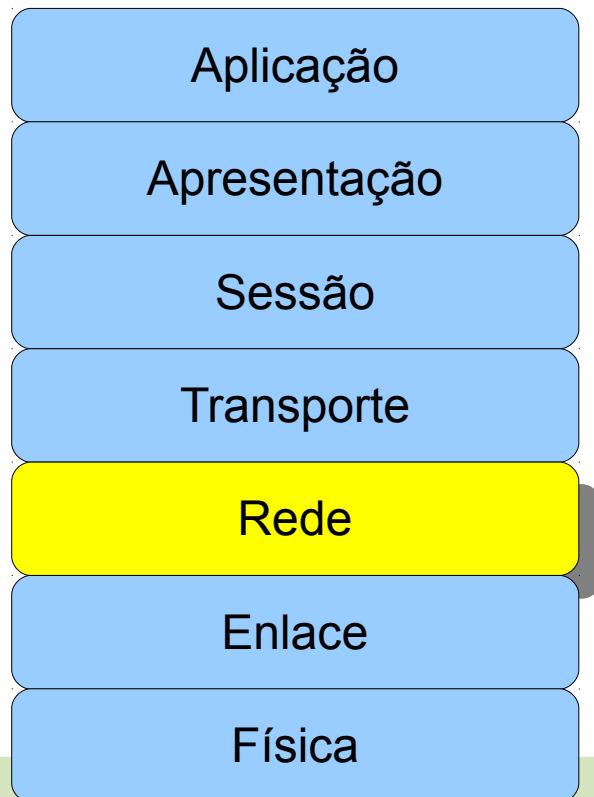 Aplicação
Apresentação
Sessão
Transporte
Rede
Enlace
Física